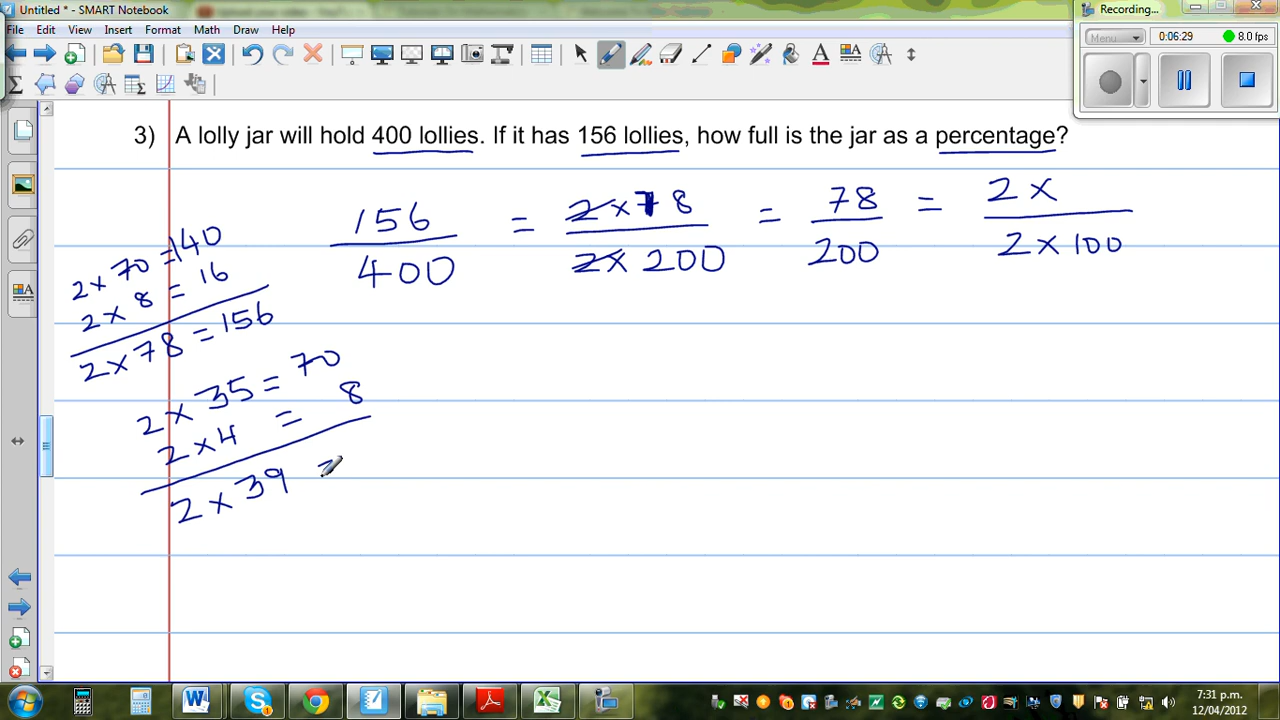 Untitled * - SMART Notebook
File Edit View Insert Format Math Draw Help
Recording...
Menu 0:06:29 8.0 fps
3) A lolly jar will hold 400 lollies. If it has 156 lollies, how full is the jar as a percentage?
156/400 = 2 x 78/2 x 200 = 78/200 = 2 x/2 x 100
2 x 70 = 140
2 x 8 = 16
2 x 78 = 156
2 x 35 = 70
2 x 4 = 8
2 x 39 =
7:31 p.m.
12/04/2012